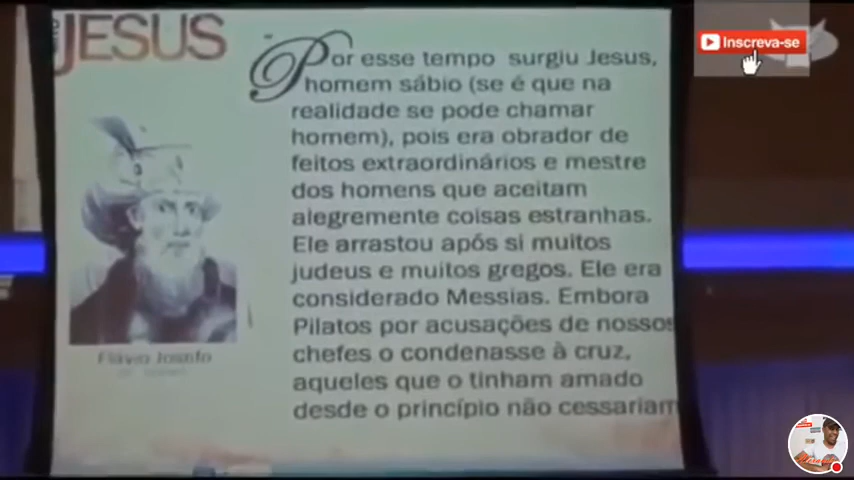 JESUS
Por esse tempo surgiu Jesus,
homem sábio (se é que na
realidade se pode chamar
homem), pois era obrador de
feitos extraordinários e mestre
dos homens que aceitam
alegremente coisas estranhas.
Ele arrastou após si muitos
judeus e muitos gregos. Ele era
considerado Messias. Embora
Pilatos por acusações de nossos
chefes o condenasse à cruz,
aqueles que o tinham amado
desde o princípio não cessariam
Flávio Josefo
Inscreva-se